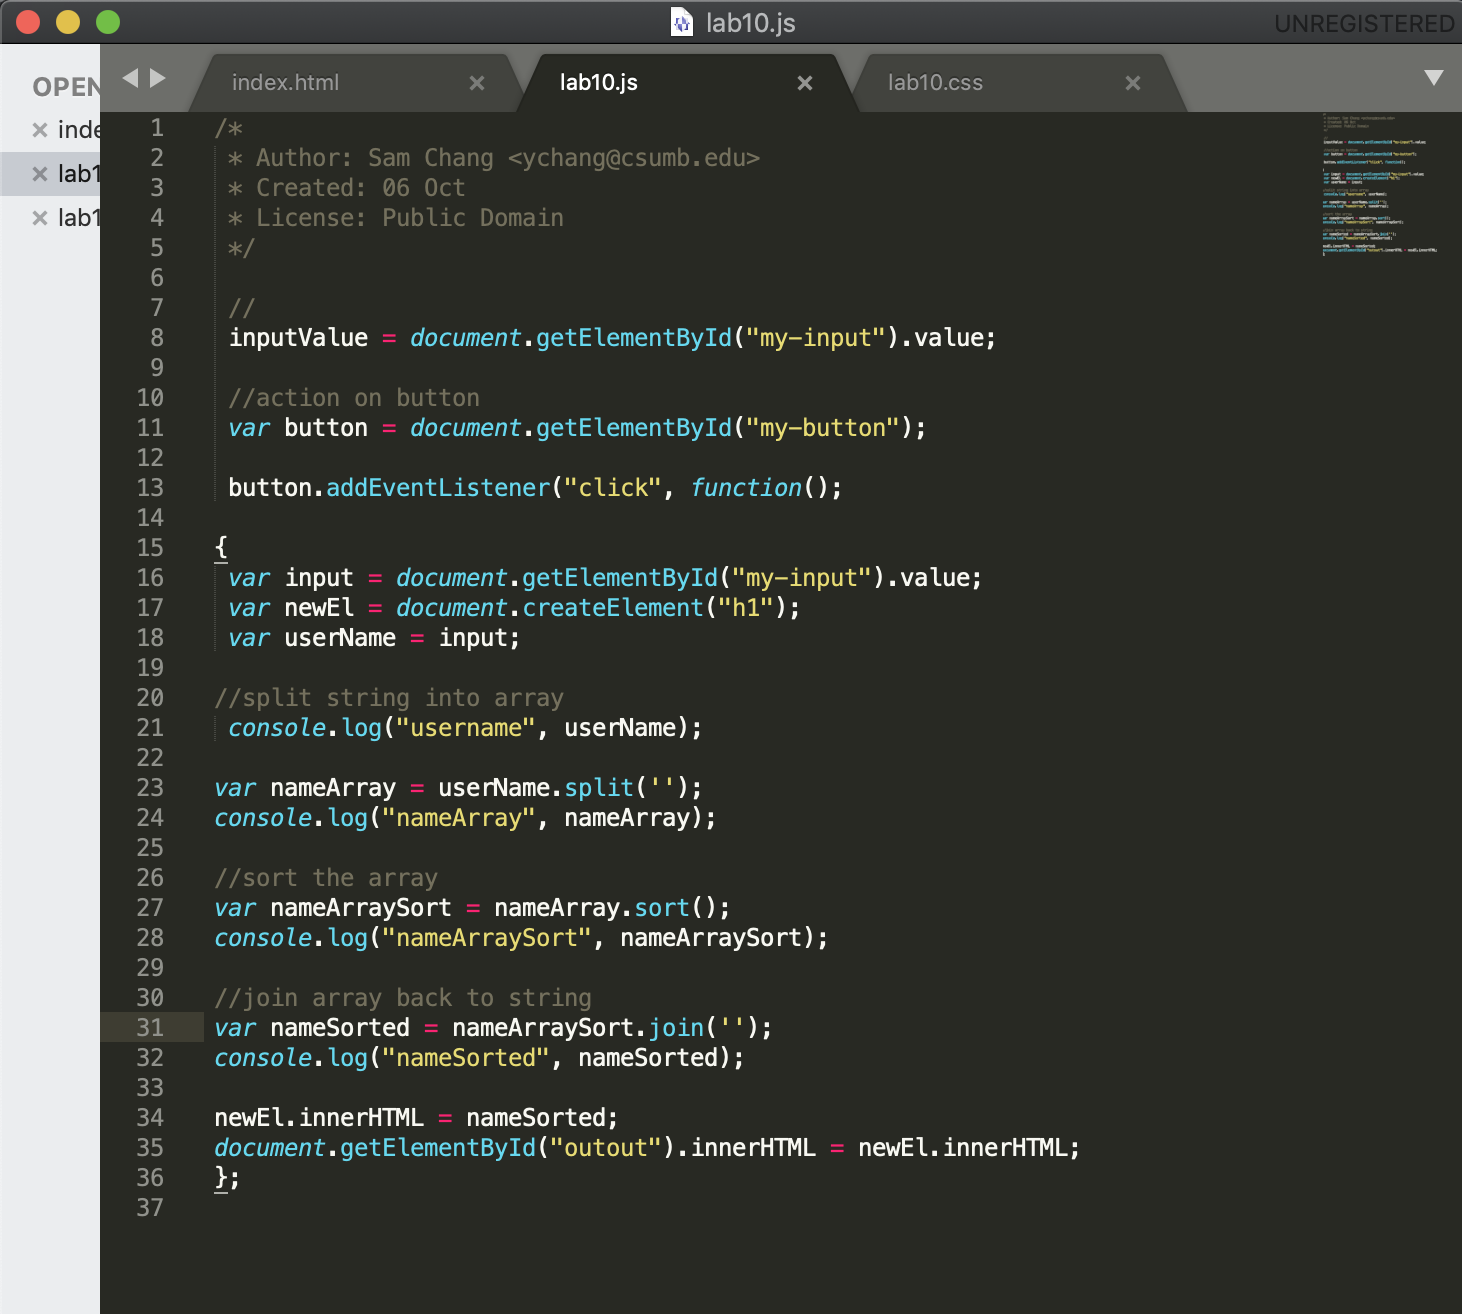 lab10.js
UNREGISTERED
OPEN
inde
lab1
lab1
index.html
lab10.js
lab10.css
1 /*
2 * Author: Sam Chang <ychang@csumb.edu>
3 * Created: 06 Oct
4 * License: Public Domain
5 */
6
7 //
8 inputValue = document.getElementById("my-input").value;
9
10 //action on button
11 var button = document.getElementById("my-button");
12
13 button.addEventListener("click", function();
14
15 {
16 var input = document.getElementById("my-input").value;
17 var newEl = document.createElement("h1");
18 var userName = input;
19
20 //split string into array
21 console.log("username", userName);
22
23 var nameArray = userName.split('');
24 console.log("nameArray", nameArray);
25
26 //sort the array
27 var nameArraySort = nameArray.sort();
28 console.log("nameArraySort", nameArraySort);
29
30 //join array back to string
31 var nameSorted = nameArraySort.join('');
32 console.log("nameSorted", nameSorted);
33
34 newEl.innerHTML = nameSorted;
35 document.getElementById("outout").innerHTML = newEl.innerHTML;
36 };
37